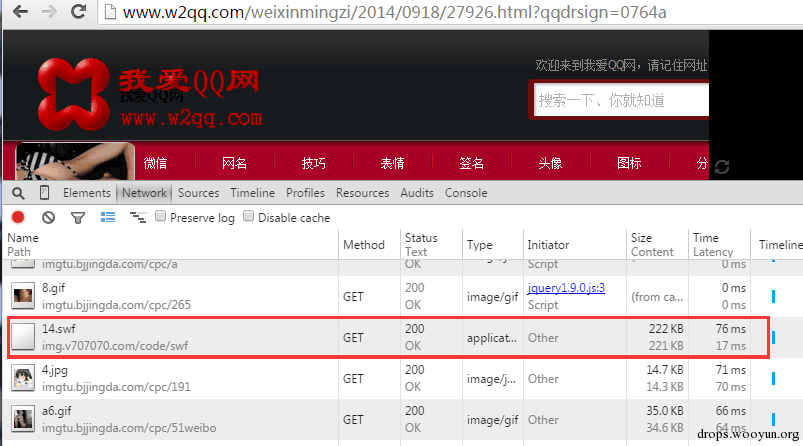 www.w2qq.com/weixinmingzi/2014/0918/27926.html?qqdrsign=0764a
我爱QQ网
我爱QQ网
www.w2qq.com
欢迎来到我爱QQ网，请记住网址
搜索一下、你就知道
微信 网名 技巧 表情 签名 头像 图标
Elements Network Sources Timeline Profiles Resources Audits Console
Preserve log Disable cache
Name Method Status Type Initiator Size Time Timeline
Path Text Content Latency
imgtu.bjjingda.com/cpc/a OK Script 0 ms
8.gif GET 200 image/gif jquery1.9.0.js:3 (from ca... 0 ms
imgtu.bjjingda.com/cpc/265 OK Script 0 ms
14.swf GET 200 applicat... Other 222 KB 76 ms
img.v707070.com/code/swf OK 221 KB 17 ms
4.jpg GET 200 image/j... Other 14.7 KB 71 ms
imgtu.bjjingda.com/cpc/191 OK 14.3 KB 70 ms
a6.gif GET 200 image/gif Other 35.0 KB 66 ms
imgtu.bjjingda.com/cpc/51weibo OK 34.6 KB 64 ms
drops.wooyun.org